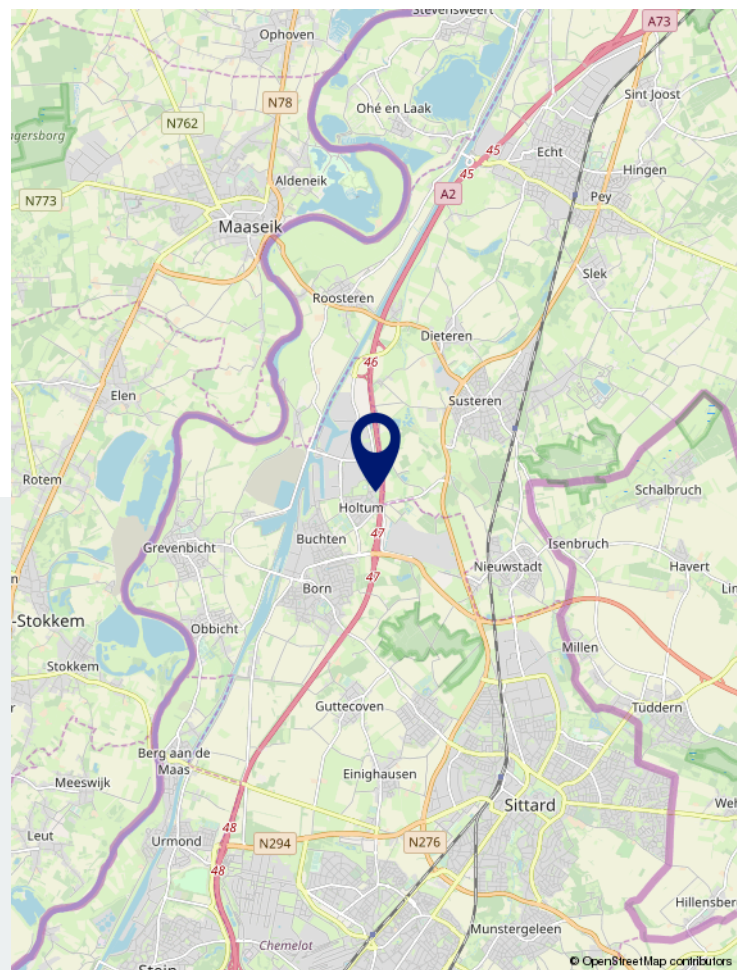 Stevensweert
A73
Ophoven
N78
Sint Joost
Ohé en Laak
N762
45
Echt
45
Hingen
Aldeneik
A2
N773
Pey
Maaseik
Slek
Roosteren
Dieteren
46
Elen
Susteren
Rotem
Schalbruch
Holtum
47
Buchten
Isenbruch
Grevenbicht
Nieuwstadt
Havert
47
Born
-Stokkem
Obbicht
Millen
Stokkem
Guttecoven
Tüddern
Berg aan de
Maas
Einighausen
Meeswijk
Sittard
48
Leut
Urmond
N294
N276
48
Hillensberg
Munstergeleen
Chemelot
Stein
© OpenStreetMap contributors